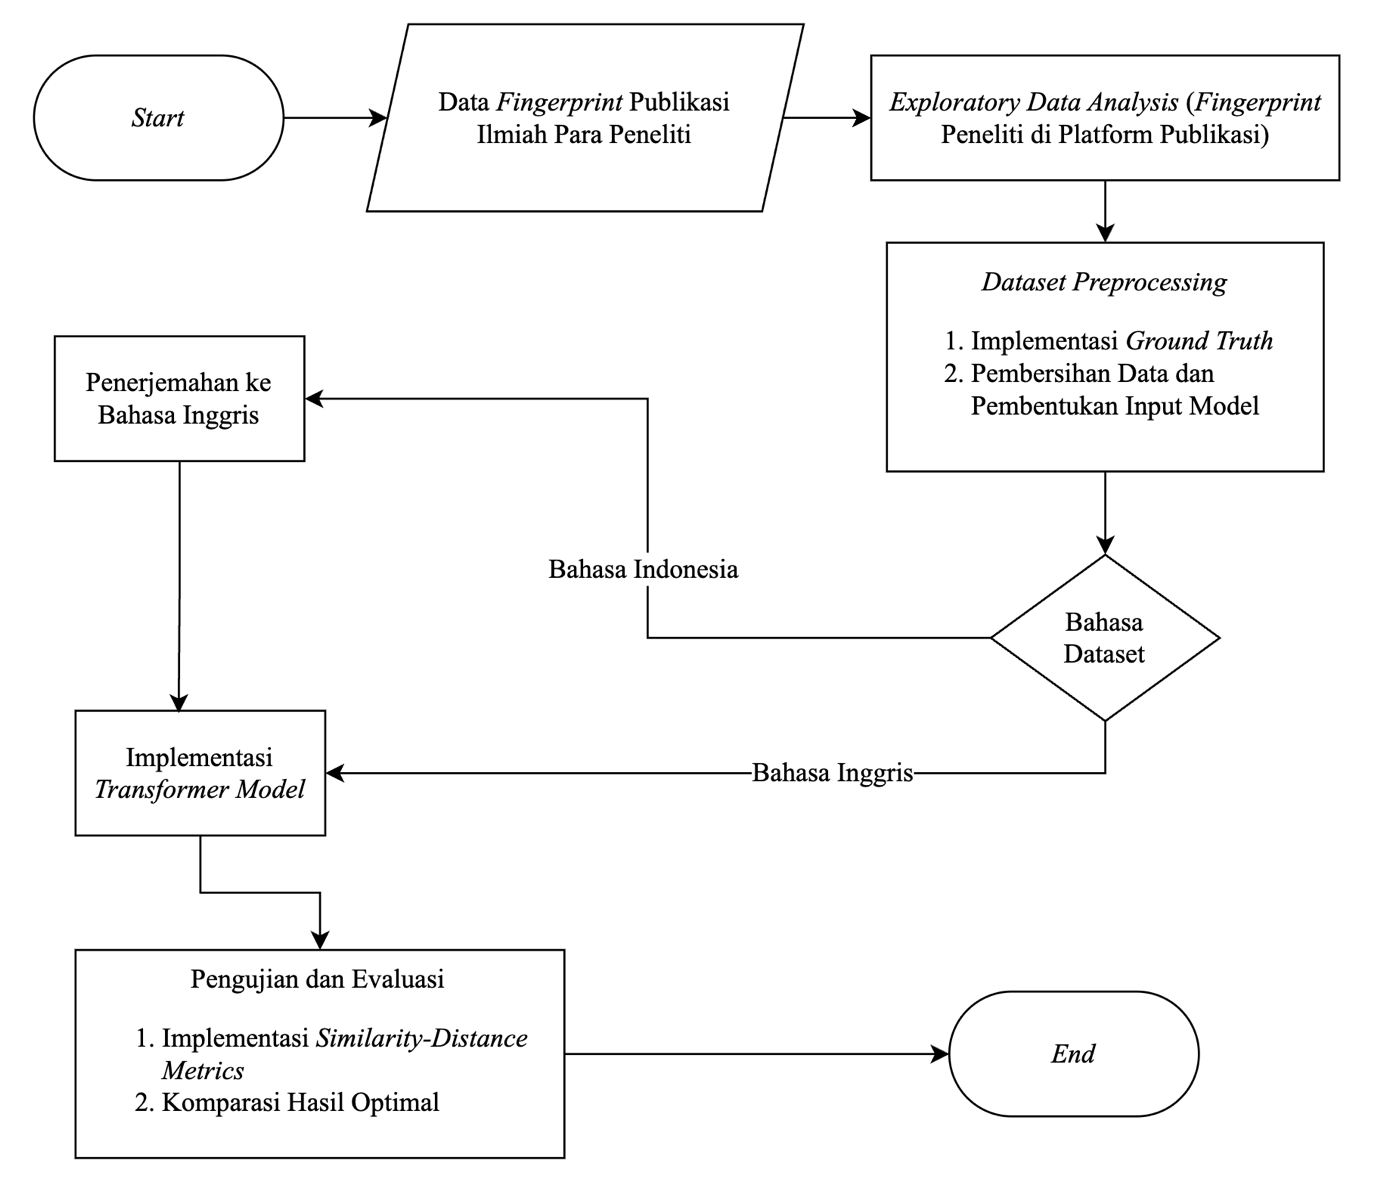 Start
Data Fingerprint Publikasi
Ilmiah Para Peneliti
Exploratory Data Analysis (Fingerprint
Peneliti di Platform Publikasi)
Dataset Preprocessing
1. Implementasi Ground Truth
2. Pembersihan Data dan
Pembentukan Input Model
Bahasa
Dataset
Bahasa Indonesia
Penerjemahan ke
Bahasa Inggris
Bahasa Inggris
Implementasi
Transformer Model
Pengujian dan Evaluasi
1. Implementasi Similarity-Distance
Metrics
2. Komparasi Hasil Optimal
End